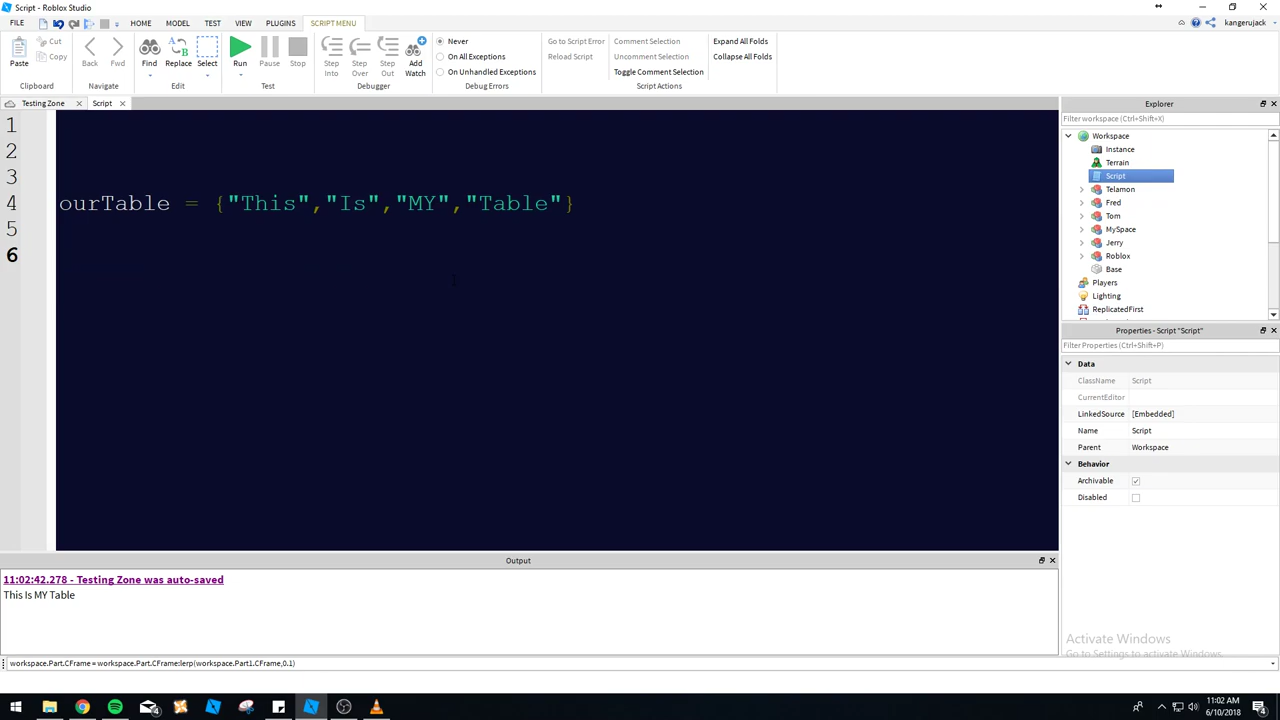 Script - Roblox Studio
FILE HOME MODEL TEST VIEW PLUGINS SCRIPT MENU kangerujack
Paste Cut Copy
Clipboard
Back Fwd
Navigate
Find Replace Select
Edit
Run Pause Stop
Test
Step Into Step Over Step Out Add Watch
Debugger
Never
On All Exceptions
On Unhandled Exceptions
Debug Errors
Go to Script Error
Reload Script
Comment Selection
Uncomment Selection
Toggle Comment Selection
Script Actions
Expand All Folds
Collapse All Folds
Testing Zone Script
1
2
3
4 ourTable = {"This","Is","MY","Table"}
5
6
Explorer
Filter workspace (Ctrl+Shift+X)
Workspace
Instance
Terrain
Script
Telamon
Fred
Tom
MySpace
Jerry
Roblox
Base
Players
Lighting
ReplicatedFirst
Properties - Script "Script"
Filter Properties (Ctrl+Shift+P)
Data
ClassName Script
CurrentEditor
LinkedSource [Embedded]
Name Script
Parent Workspace
Behavior
Archivable
Disabled
Output
11:02:42.278 - Testing Zone was auto-saved
This Is MY Table
workspace.Part.CFrame = workspace.Part.CFrame:lerp(workspace.Part1.CFrame,0.1)
Activate Windows
Go to Settings to activate Windows.
11:02 AM
6/10/2018
4
4